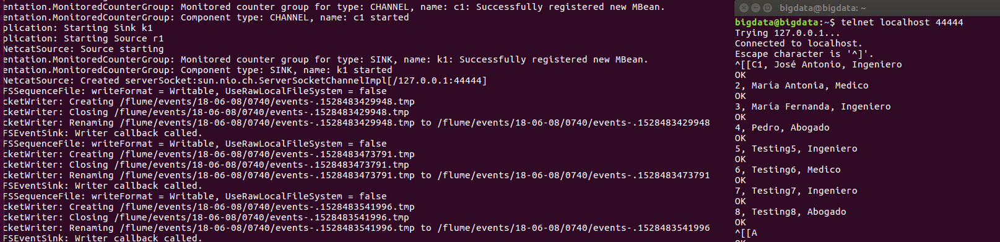 entation.MonitoredCounterGroup: Monitored counter group for type: CHANNEL, name: c1: Successfully registered new MBean.
entation.MonitoredCounterGroup: Component type: CHANNEL, name: c1 started
plication: Starting Sink k1
plication: Starting Source r1
NetcatSource: Source starting
entation.MonitoredCounterGroup: Monitored counter group for type: SINK, name: k1: Successfully registered new MBean.
entation.MonitoredCounterGroup: Component type: SINK, name: k1 started
NetcatSource: Created serverSocket:sun.nio.ch.ServerSocketChannelImpl[/127.0.0.1:44444]
FSSequenceFile: writeFormat = Writable, UseRawLocalFileSystem = false
cketWriter: Creating /flume/events/18-06-08/0740/events-.1528483429948.tmp
cketWriter: Closing /flume/events/18-06-08/0740/events-.1528483429948.tmp
cketWriter: Renaming /flume/events/18-06-08/0740/events-.1528483429948.tmp to /flume/events/18-06-08/0740/events-.1528483429948
FSEventSink: Writer callback called.
FSSequenceFile: writeFormat = Writable, UseRawLocalFileSystem = false
cketWriter: Creating /flume/events/18-06-08/0740/events-.1528483473791.tmp
cketWriter: Closing /flume/events/18-06-08/0740/events-.1528483473791.tmp
cketWriter: Renaming /flume/events/18-06-08/0740/events-.1528483473791.tmp to /flume/events/18-06-08/0740/events-.1528483473791
FSEventSink: Writer callback called.
FSSequenceFile: writeFormat = Writable, UseRawLocalFileSystem = false
cketWriter: Creating /flume/events/18-06-08/0740/events-.1528483541996.tmp
cketWriter: Closing /flume/events/18-06-08/0740/events-.1528483541996.tmp
cketWriter: Renaming /flume/events/18-06-08/0740/events-.1528483541996.tmp to /flume/events/18-06-08/0740/events-.1528483541996
FSEventSink: Writer callback called.
bigdata@bigdata: ~
bigdata@bigdata:~$ telnet localhost 44444
Trying 127.0.0.1...
Connected to localhost.
Escape character is '^]'.
^[[C1, José Antonio, Ingeniero
OK
2, María Antonia, Medico
OK
3, María Fernanda, Ingeniero
OK
4, Pedro, Abogado
OK
5, Testing5, Ingeniero
OK
6, Testing6, Medico
OK
7, Testing7, Ingeniero
OK
8, Testing8, Abogado
OK
^[[A
OK